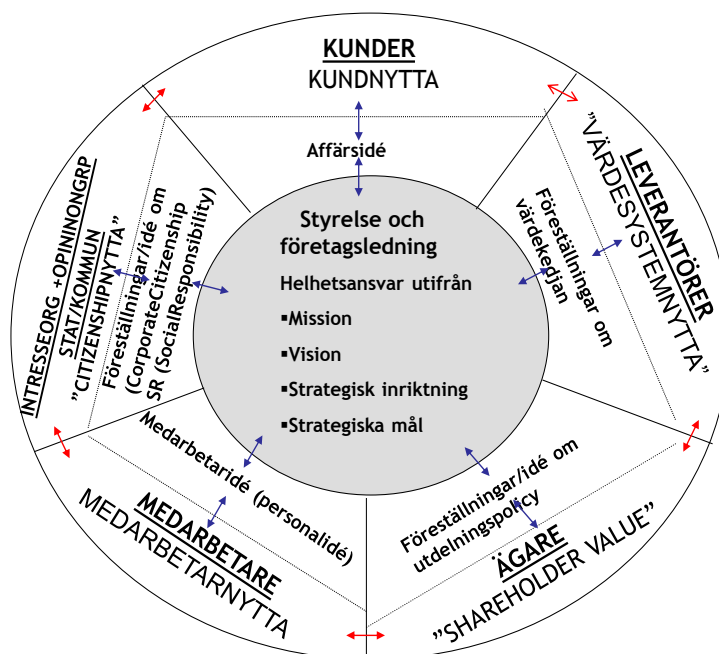 KUNDER
KUNDNYTTA
Affärsidé
Styrelse och
företagsledning
Helhetsansvar utifrån
▪Mission
▪Vision
▪Strategisk inriktning
▪Strategiska mål
LEVERANTÖRER
”VÄRDESYSTEMNYTTA”
Föreställningar om
värdekedjan
Föreställningar/idé om
utdelningspolicy
ÄGARE
”SHAREHOLDER VALUE”
Medarbetaridé (personalidé)
MEDARBETARE
MEDARBETARNYTTA
INTRESSEORG +OPININONGRP
STAT/KOMMUN
”CITIZENSHIPNYTTA”
Föreställningar/idé om
(CorporateCitizenship
SR (SocialResponsibility)